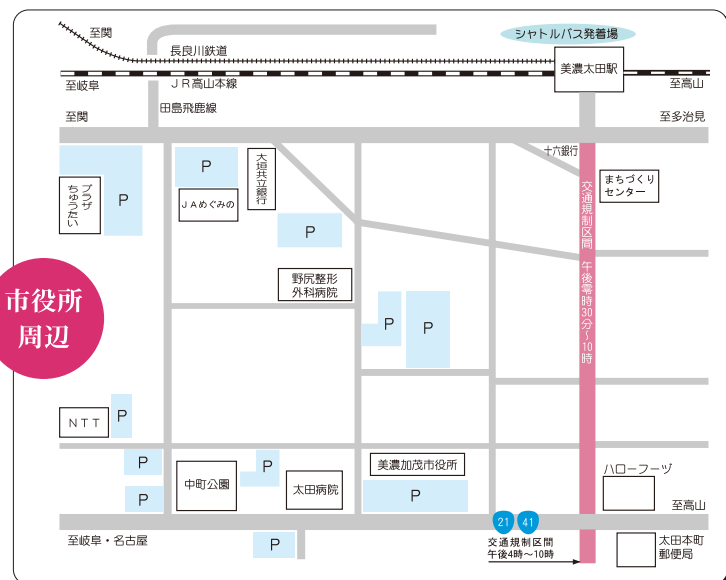 至関
長良川鉄道
シャトルバス発着場
美濃太田駅
至岐阜
JR高山本線
至高山
田島飛鹿線
至関
至多治見
十六銀行
プラザちゅうたい
P
P
JAめぐみの
大垣共立銀行
P
まちづくり
センター
交通規制区間 午後零時30分～10時
野尻整形
外科病院
市役所
周辺
P
P
NTT
P
P
P
中町公園
P
太田病院
美濃加茂市役所
P
ハローフーヅ
至高山
21
41
至岐阜・名古屋
P
交通規制区間
午後4時～10時
太田本町
郵便局